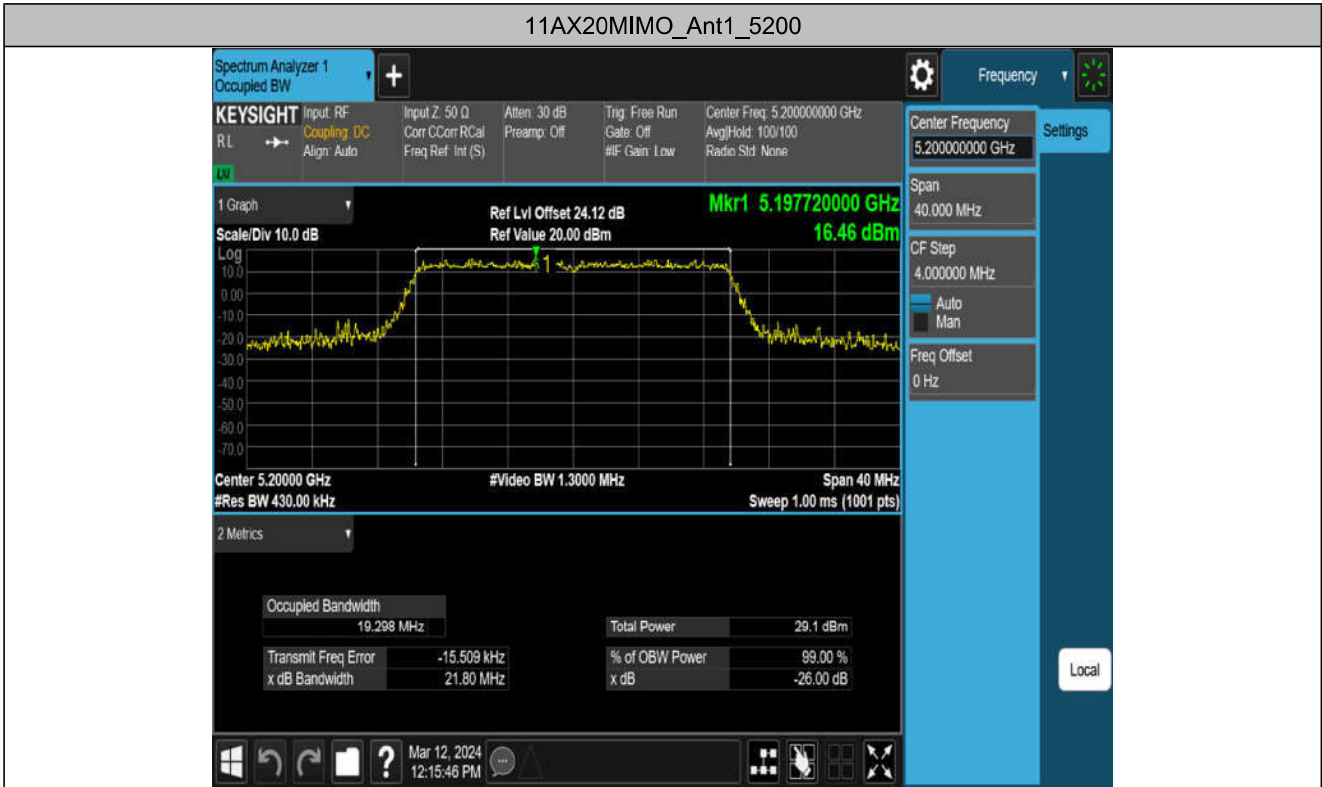 11AX20MIMO_Ant1_5200
Spectrum Analyzer 1
Occupied BW
+
Frequency
KEYSIGHT
RL
LXI
Input: RF
Coupling: DC
Align: Auto
Input Z: 50 Ω
Corr CCorr RCal
Freq Ref: Int (S)
Atten: 30 dB
Preamp: Off
Trig: Free Run
Gate: Off
#IF Gain: Low
Center Freq: 5.200000000 GHz
Avg|Hold: 100/100
Radio Std: None
Center Frequency
5.200000000 GHz
Settings
Span
40.000 MHz
CF Step
4.000000 MHz
Auto
Man
Freq Offset
0 Hz
Local
1 Graph
Scale/Div 10.0 dB
Ref Lvl Offset 24.12 dB
Ref Value 20.00 dBm
Mkr1 5.197720000 GHz
16.46 dBm
Log
10.0
0.00
-10.0
-20.0
-30.0
-40.0
-50.0
-60.0
-70.0
1
Center 5.20000 GHz
#Video BW 1.3000 MHz
Span 40 MHz
#Res BW 430.00 kHz
Sweep 1.00 ms (1001 pts)
2 Metrics
Occupied Bandwidth
19.298 MHz
Total Power 29.1 dBm
Transmit Freq Error -15.509 kHz
% of OBW Power 99.00 %
x dB Bandwidth 21.80 MHz
x dB -26.00 dB
?
Mar 12, 2024
12:15:46 PM